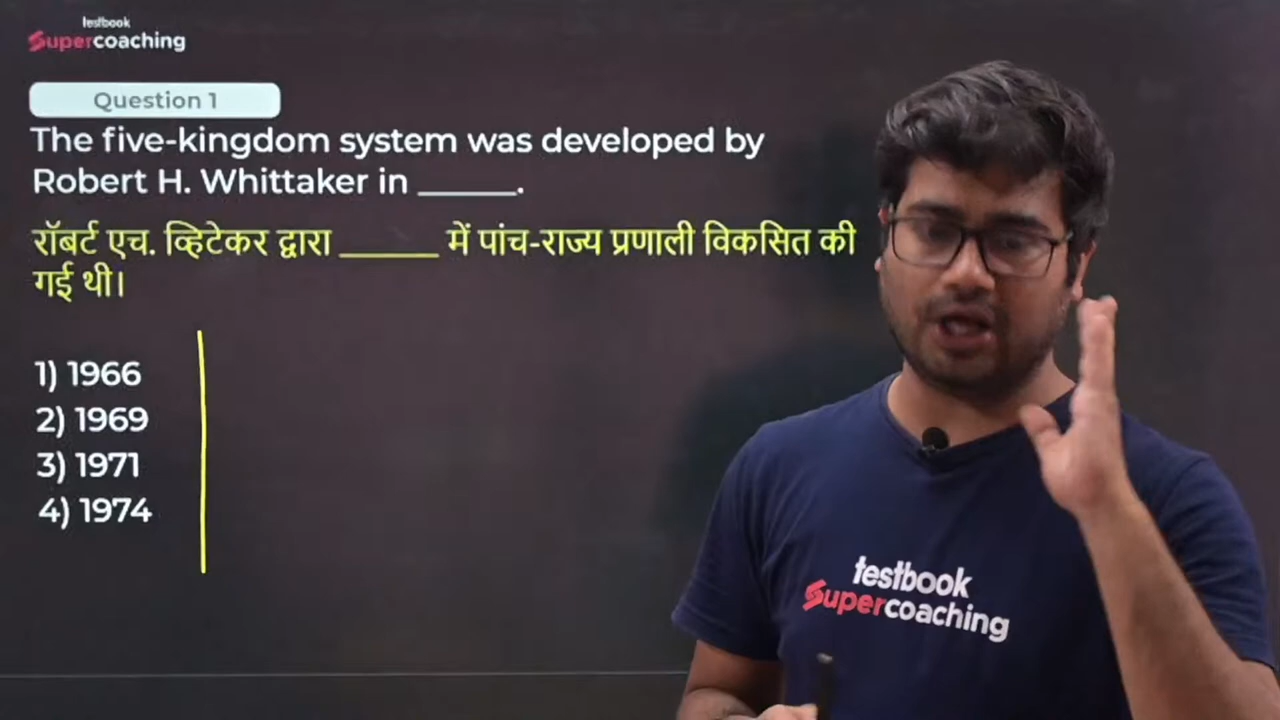 testbook
Supercoaching
Question 1
The five-kingdom system was developed by
Robert H. Whittaker in ______.
रॉबर्ट एच. व्हिटेकर द्वारा ______ में पांच-राज्य प्रणाली विकसित की
गई थी।
1) 1966
2) 1969
3) 1971
4) 1974
testbook
Supercoaching